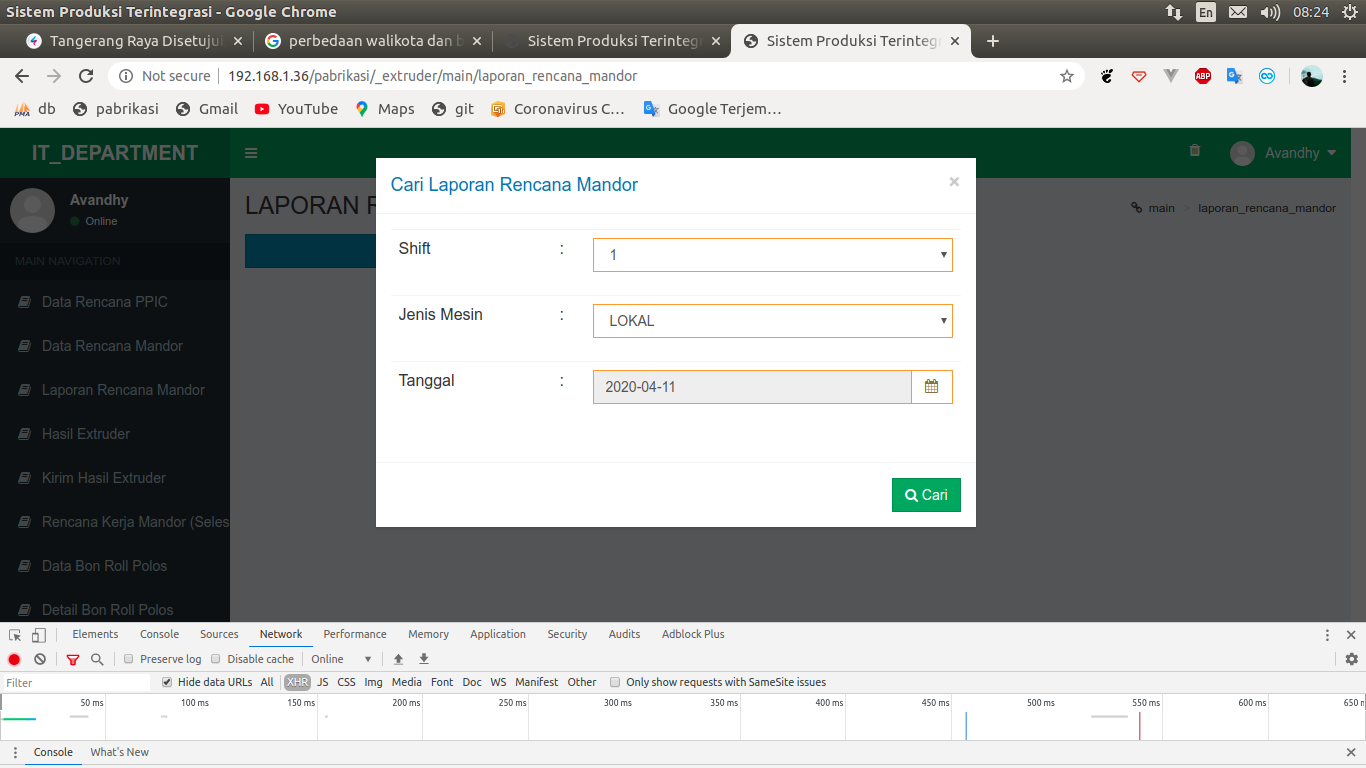 Sistem Produksi Terintegrasi - Google Chrome
En
08:24
Tangerang Raya Disetujui
perbedaan walikota dan b
Sistem Produksi Terintegr
Sistem Produksi Terintegr
Not secure
192.168.1.36/pabrikasi/_extruder/main/laporan_rencana_mandor
ABP
PMA
db
pabrikasi
Gmail
YouTube
Maps
git
Coronavirus C...
Google Terjem...
IT_DEPARTMENT
Avandhy
Avandhy
Online
LAPORAN R
main > laporan_rencana_mandor
MAIN NAVIGATION
Data Rencana PPIC
Data Rencana Mandor
Laporan Rencana Mandor
Hasil Extruder
Kirim Hasil Extruder
Rencana Kerja Mandor (Seles
Data Bon Roll Polos
Detail Bon Roll Polos
Cari Laporan Rencana Mandor
×
Shift : 1
Jenis Mesin : LOKAL
Tanggal : 2020-04-11
Cari
Elements Console Sources Network Performance Memory Application Security Audits Adblock Plus
Preserve log Disable cache Online
Filter Hide data URLs All XHR JS CSS Img Media Font Doc WS Manifest Other Only show requests with SameSite issues
50 ms 100 ms 150 ms 200 ms 250 ms 300 ms 350 ms 400 ms 450 ms 500 ms 550 ms 600 ms 650 n
Console What's New